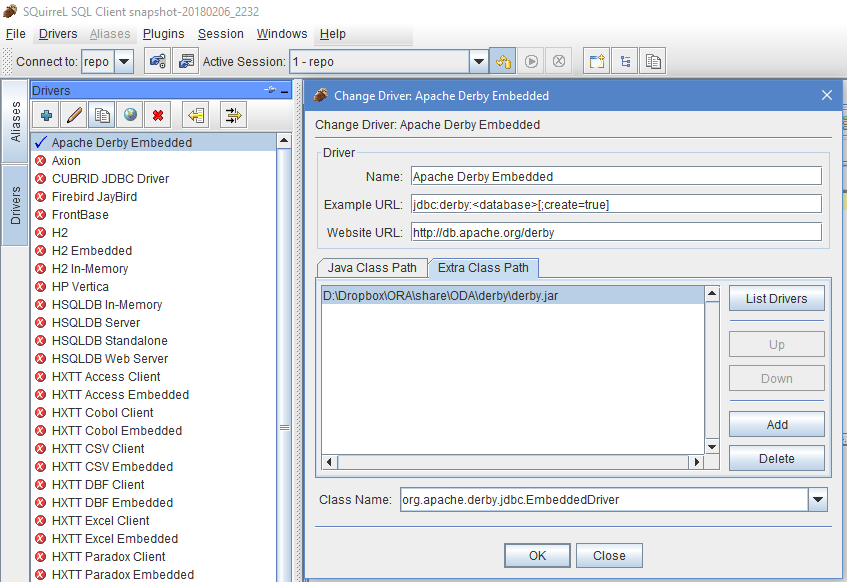 SQuirreL SQL Client snapshot-20180206_2232
File Drivers Aliases Plugins Session Windows Help
Connect to: repo Active Session: 1 - repo
Aliases
Drivers
Drivers
Apache Derby Embedded
Axion
CUBRID JDBC Driver
Firebird JayBird
FrontBase
H2
H2 Embedded
H2 In-Memory
HP Vertica
HSQLDB In-Memory
HSQLDB Server
HSQLDB Standalone
HSQLDB Web Server
HXTT Access Client
HXTT Access Embedded
HXTT Cobol Client
HXTT Cobol Embedded
HXTT CSV Client
HXTT CSV Embedded
HXTT DBF Client
HXTT DBF Embedded
HXTT Excel Client
HXTT Excel Embedded
HXTT Paradox Client
HXTT Paradox Embedded
Change Driver: Apache Derby Embedded
Change Driver: Apache Derby Embedded
Driver
Name: Apache Derby Embedded
Example URL: jdbc:derby:<database>[;create=true]
Website URL: http://db.apache.org/derby
Java Class Path Extra Class Path
D:\Dropbox\ORA\share\ODA\derby\derby.jar
List Drivers
Up
Down
Add
Delete
Class Name: org.apache.derby.jdbc.EmbeddedDriver
OK Close